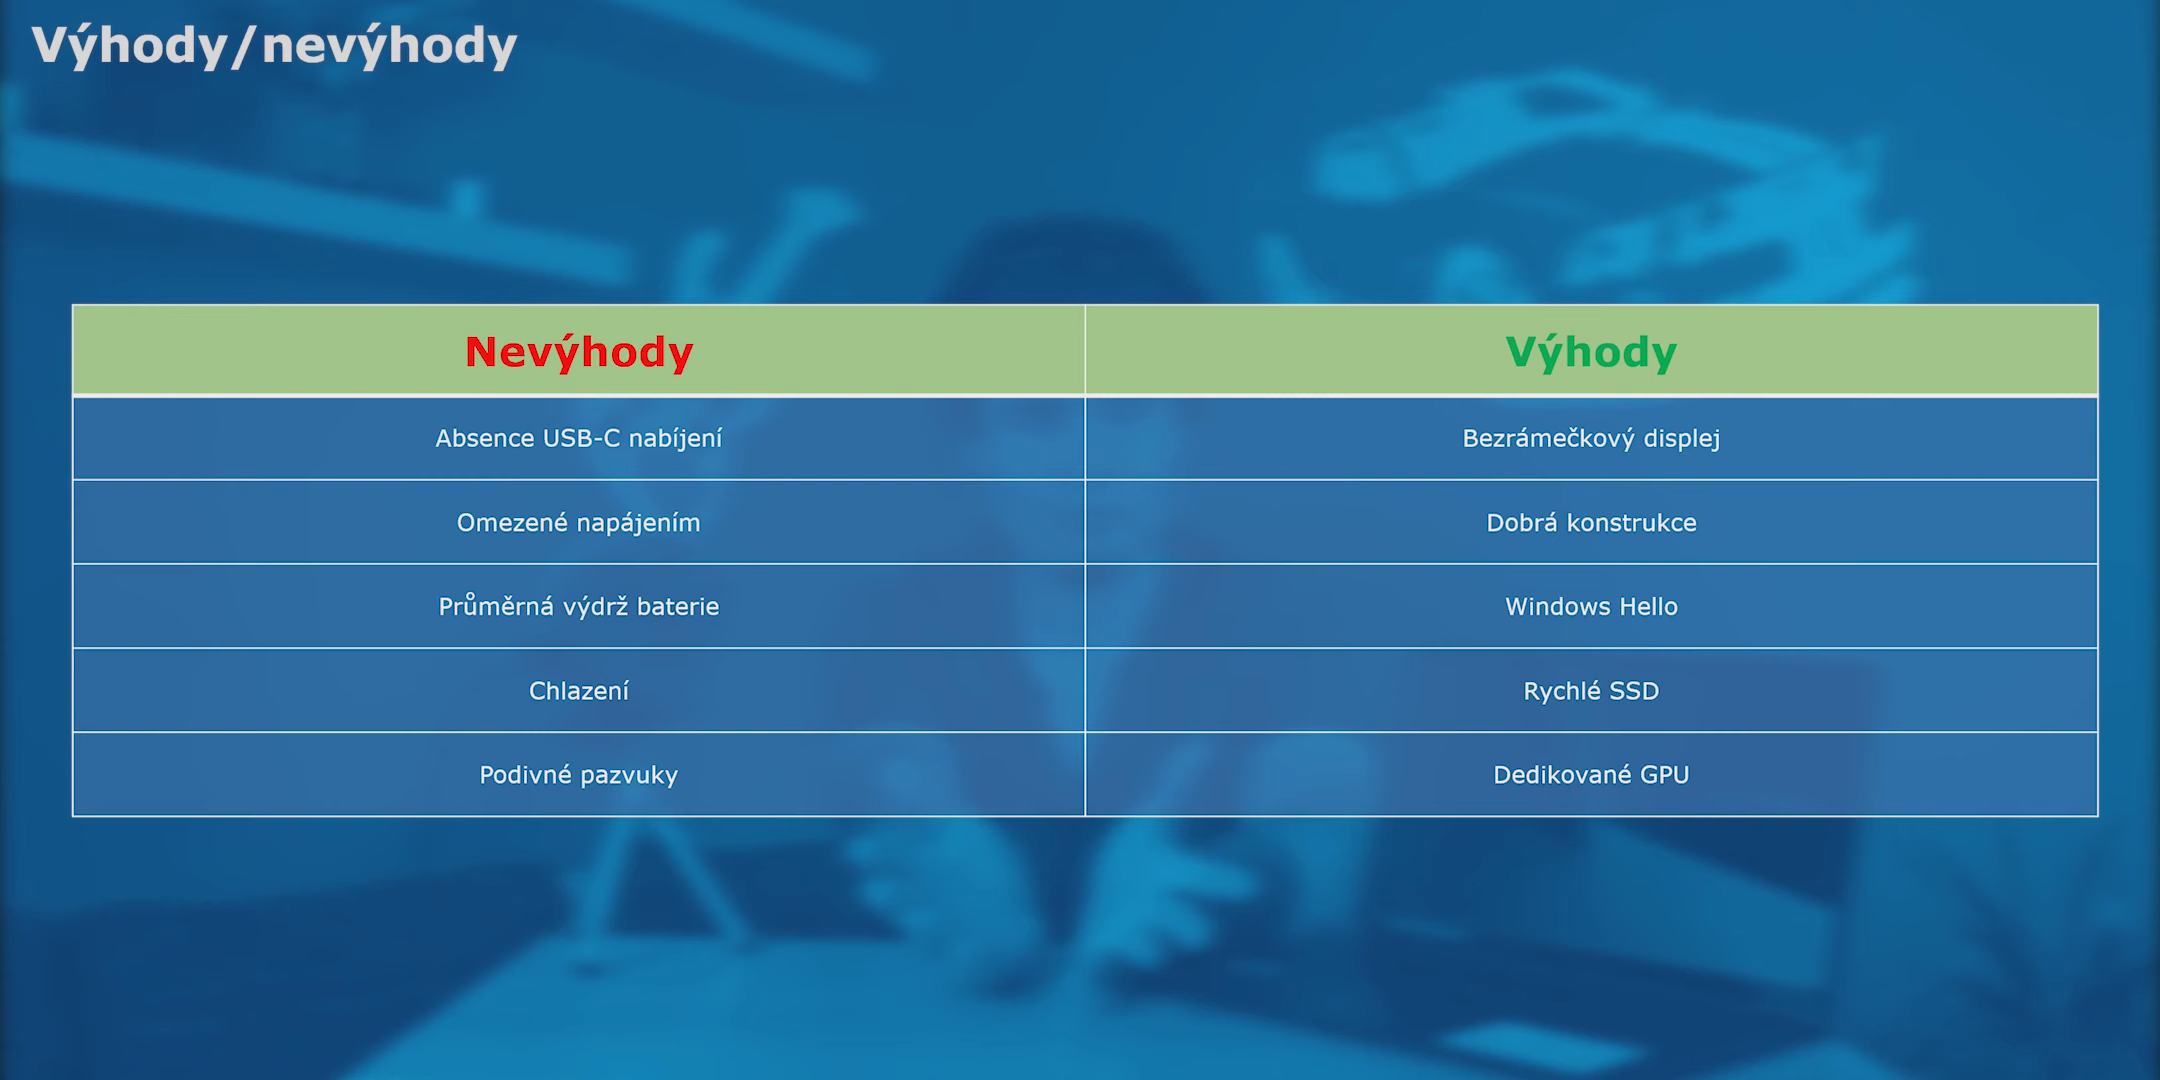 Výhody/nevýhody
Nevýhody Výhody
Absence USB-C nabíjení Bezrámečkový displej
Omezené napájením Dobrá konstrukce
Průměrná výdrž baterie Windows Hello
Chlazení Rychlé SSD
Podivné pazvuky Dedikované GPU